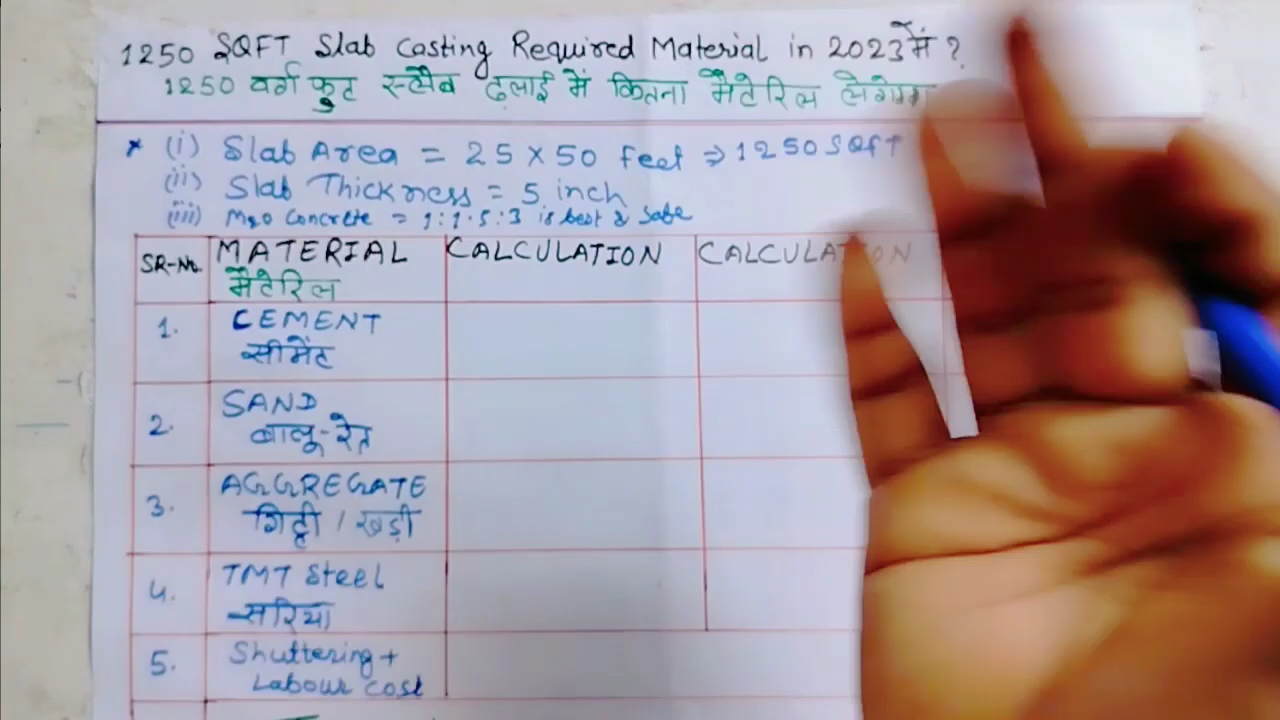 1250 SQFT Slab Casting Required Material in 2023 में ?
1250 वर्ग फुट स्लैब ढलाई में कितना मैटेरिल लेगेगा
* (i) Slab Area = 25 × 50 feet ⇒ 1250 SQFT
(ii) Slab Thickness = 5 inch
(iii) M20 Concrete = 1:1.5:3 is best & safe
SR-No. MATERIAL CALCULATION CALCULATION
मैटेरिल
1. CEMENT
सीमेंट
2. SAND
बालू-रेत
3. AGGREGATE
गिट्टी / खड़ी
4. TMT Steel
सरिया
5. Shuttering +
Labour cost